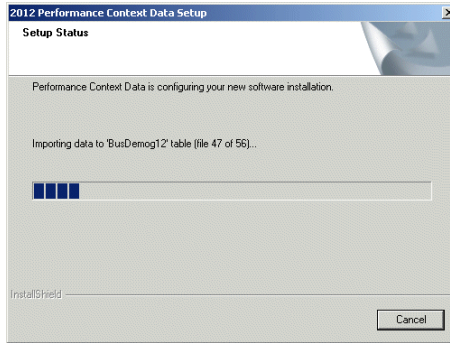 2012 Performance Context Data Setup
Setup Status
Performance Context Data is configuring your new software installation.
Importing data to 'BusDemog12' table (file 47 of 56)...
InstallShield
Cancel